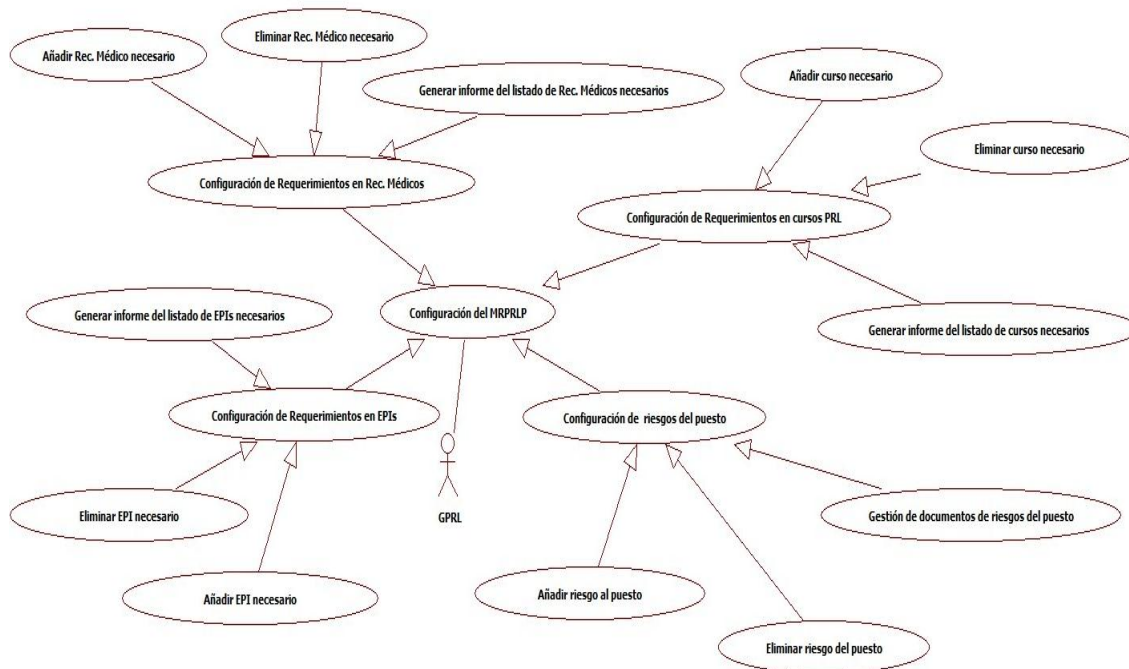 Eliminar Rec. Médico necesario
Añadir Rec. Médico necesario
Añadir curso necesario
Generar informe del listado de Rec. Médicos necesarios
Eliminar curso necesario
Configuración de Requerimientos en Rec. Médicos
Configuración de Requerimientos en cursos PRL
Generar informe del listado de EPIs necesarios
Configuración del MRPRLP
Generar informe del listado de cursos necesarios
Configuración de Requerimientos en EPIs
Configuración de riesgos del puesto
Eliminar EPI necesario
GPRL
Gestión de documentos de riesgos del puesto
Añadir EPI necesario
Añadir riesgo al puesto
Eliminar riesgo del puesto